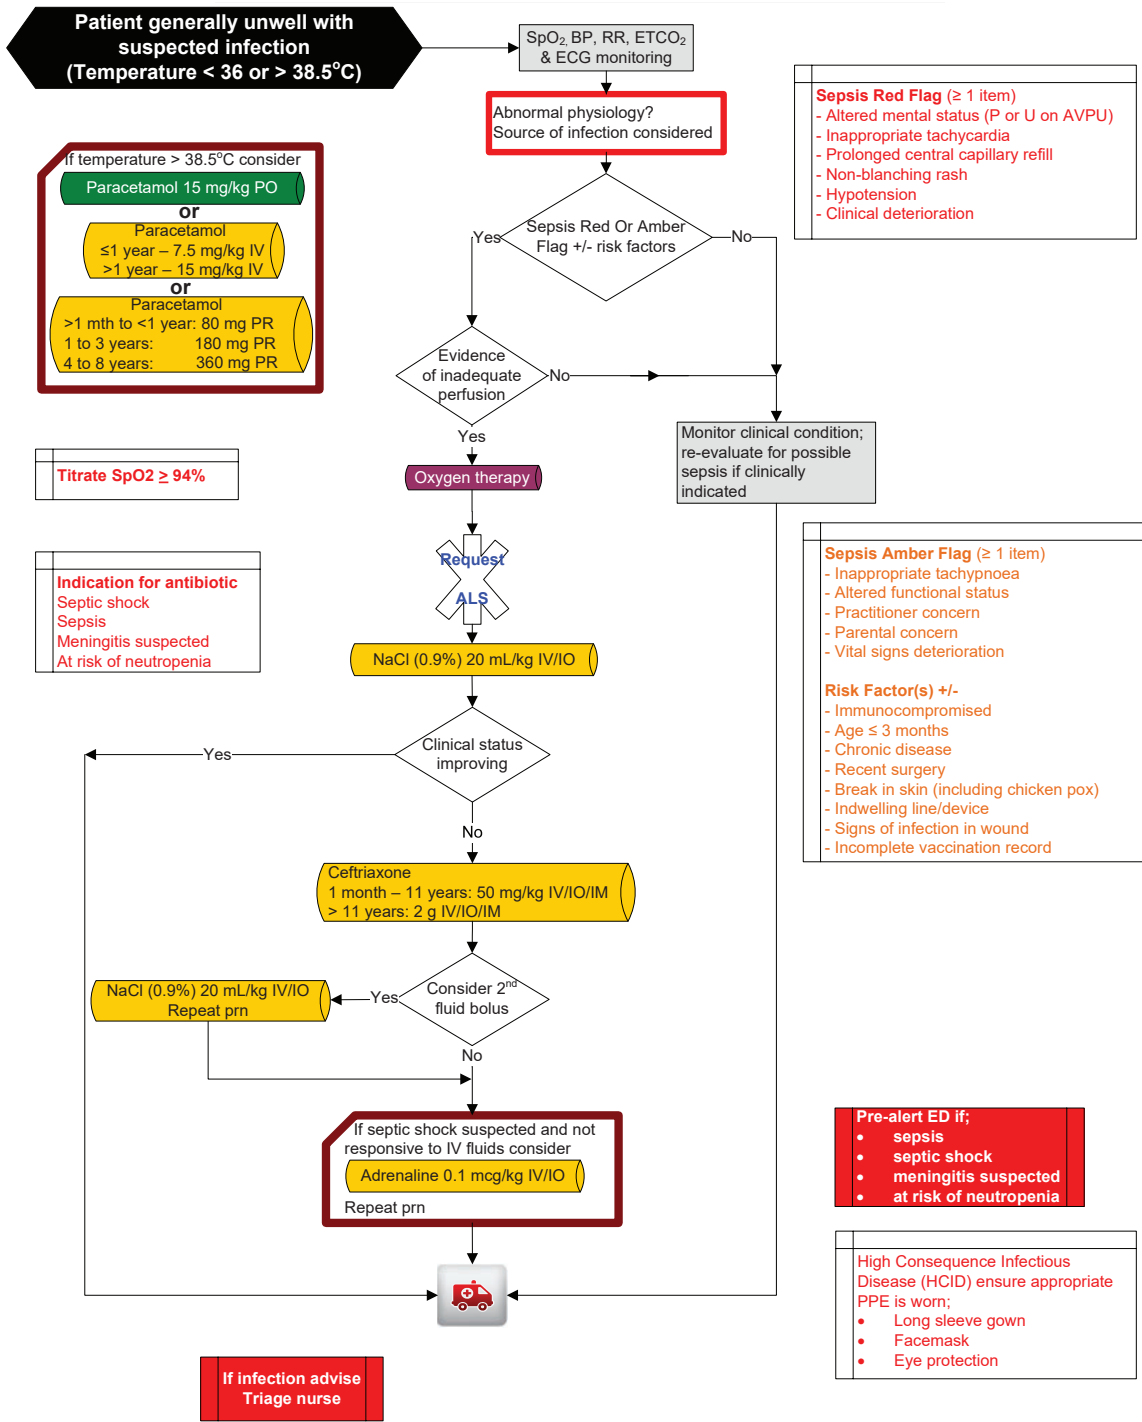 Patient generally unwell with
suspected infection
(Temperature < 36 or > 38.5°C)
SpO2, BP, RR, ETCO2
& ECG monitoring
Abnormal physiology?
Source of infection considered
Sepsis Red Flag (≥ 1 item)
- Altered mental status (P or U on AVPU)
- Inappropriate tachycardia
- Prolonged central capillary refill
- Non-blanching rash
- Hypotension
- Clinical deterioration
If temperature > 38.5°C consider
Paracetamol 15 mg/kg PO
or
Paracetamol
≤1 year – 7.5 mg/kg IV
>1 year – 15 mg/kg IV
or
Paracetamol
>1 mth to <1 year: 80 mg PR
1 to 3 years: 180 mg PR
4 to 8 years: 360 mg PR
Sepsis Red Or Amber
Flag +/- risk factors
Yes
No
Evidence
of inadequate
perfusion
No
Yes
Monitor clinical condition;
re-evaluate for possible
sepsis if clinically
indicated
Titrate SpO2 ≥ 94%
Oxygen therapy
Request
ALS
Indication for antibiotic
Septic shock
Sepsis
Meningitis suspected
At risk of neutropenia
Sepsis Amber Flag (≥ 1 item)
- Inappropriate tachypnoea
- Altered functional status
- Practitioner concern
- Parental concern
- Vital signs deterioration
Risk Factor(s) +/-
- Immunocompromised
- Age ≤ 3 months
- Chronic disease
- Recent surgery
- Break in skin (including chicken pox)
- Indwelling line/device
- Signs of infection in wound
- Incomplete vaccination record
NaCl (0.9%) 20 mL/kg IV/IO
Clinical status
improving
Yes
No
Ceftriaxone
1 month – 11 years: 50 mg/kg IV/IO/IM
> 11 years: 2 g IV/IO/IM
Consider 2nd
fluid bolus
Yes
NaCl (0.9%) 20 mL/kg IV/IO
Repeat prn
No
If septic shock suspected and not
responsive to IV fluids consider
Adrenaline 0.1 mcg/kg IV/IO
Repeat prn
Pre-alert ED if;
• sepsis
• septic shock
• meningitis suspected
• at risk of neutropenia
High Consequence Infectious
Disease (HCID) ensure appropriate
PPE is worn;
• Long sleeve gown
• Facemask
• Eye protection
If infection advise
Triage nurse